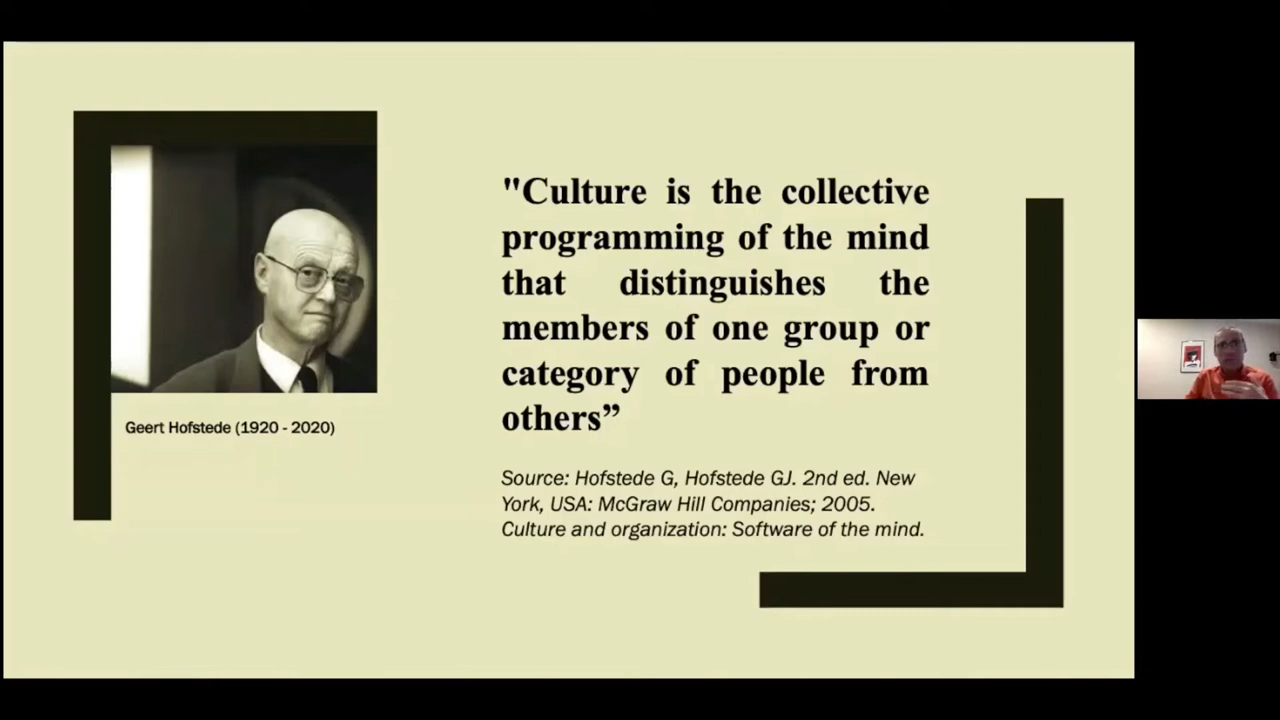 "Culture is the collective
programming of the mind
that distinguishes the
members of one group or
category of people from
others”
Geert Hofstede (1920 - 2020)
Source: Hofstede G, Hofstede GJ. 2nd ed. New
York, USA: McGraw Hill Companies; 2005.
Culture and organization: Software of the mind.